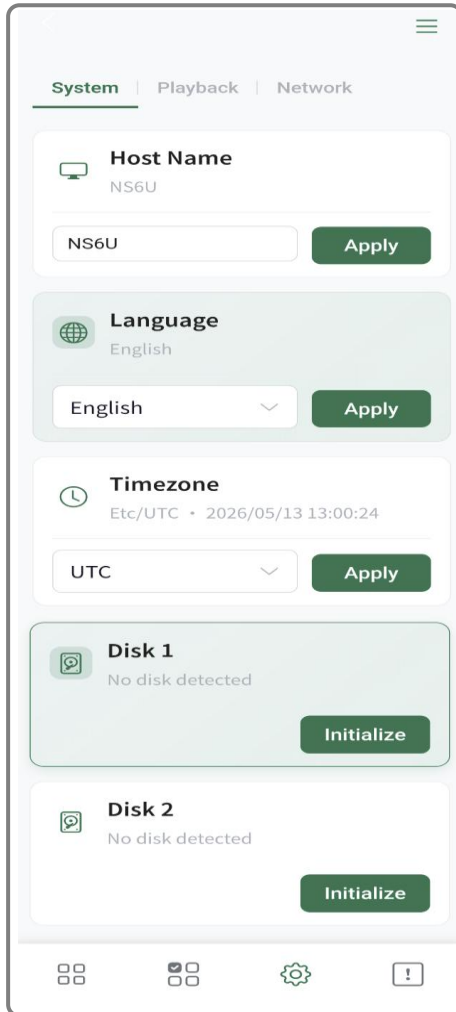 System | Playback | Network
Host Name
NS6U
NS6U
Apply
Language
English
English
Apply
Timezone
Etc/UTC • 2026/05/13 13:00:24
UTC
Apply
Disk 1
No disk detected
Initialize
Disk 2
No disk detected
Initialize